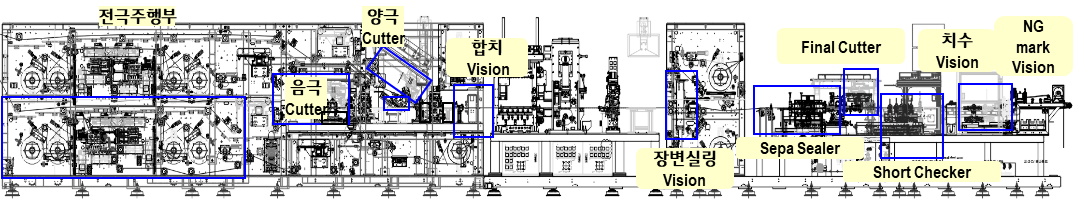 전극주행부
양극
Cutter
음극
Cutter
합치
Vision
장변실링
Vision
Final Cutter
Sepa Sealer
치수
Vision
Short Checker
NG
mark
Vision